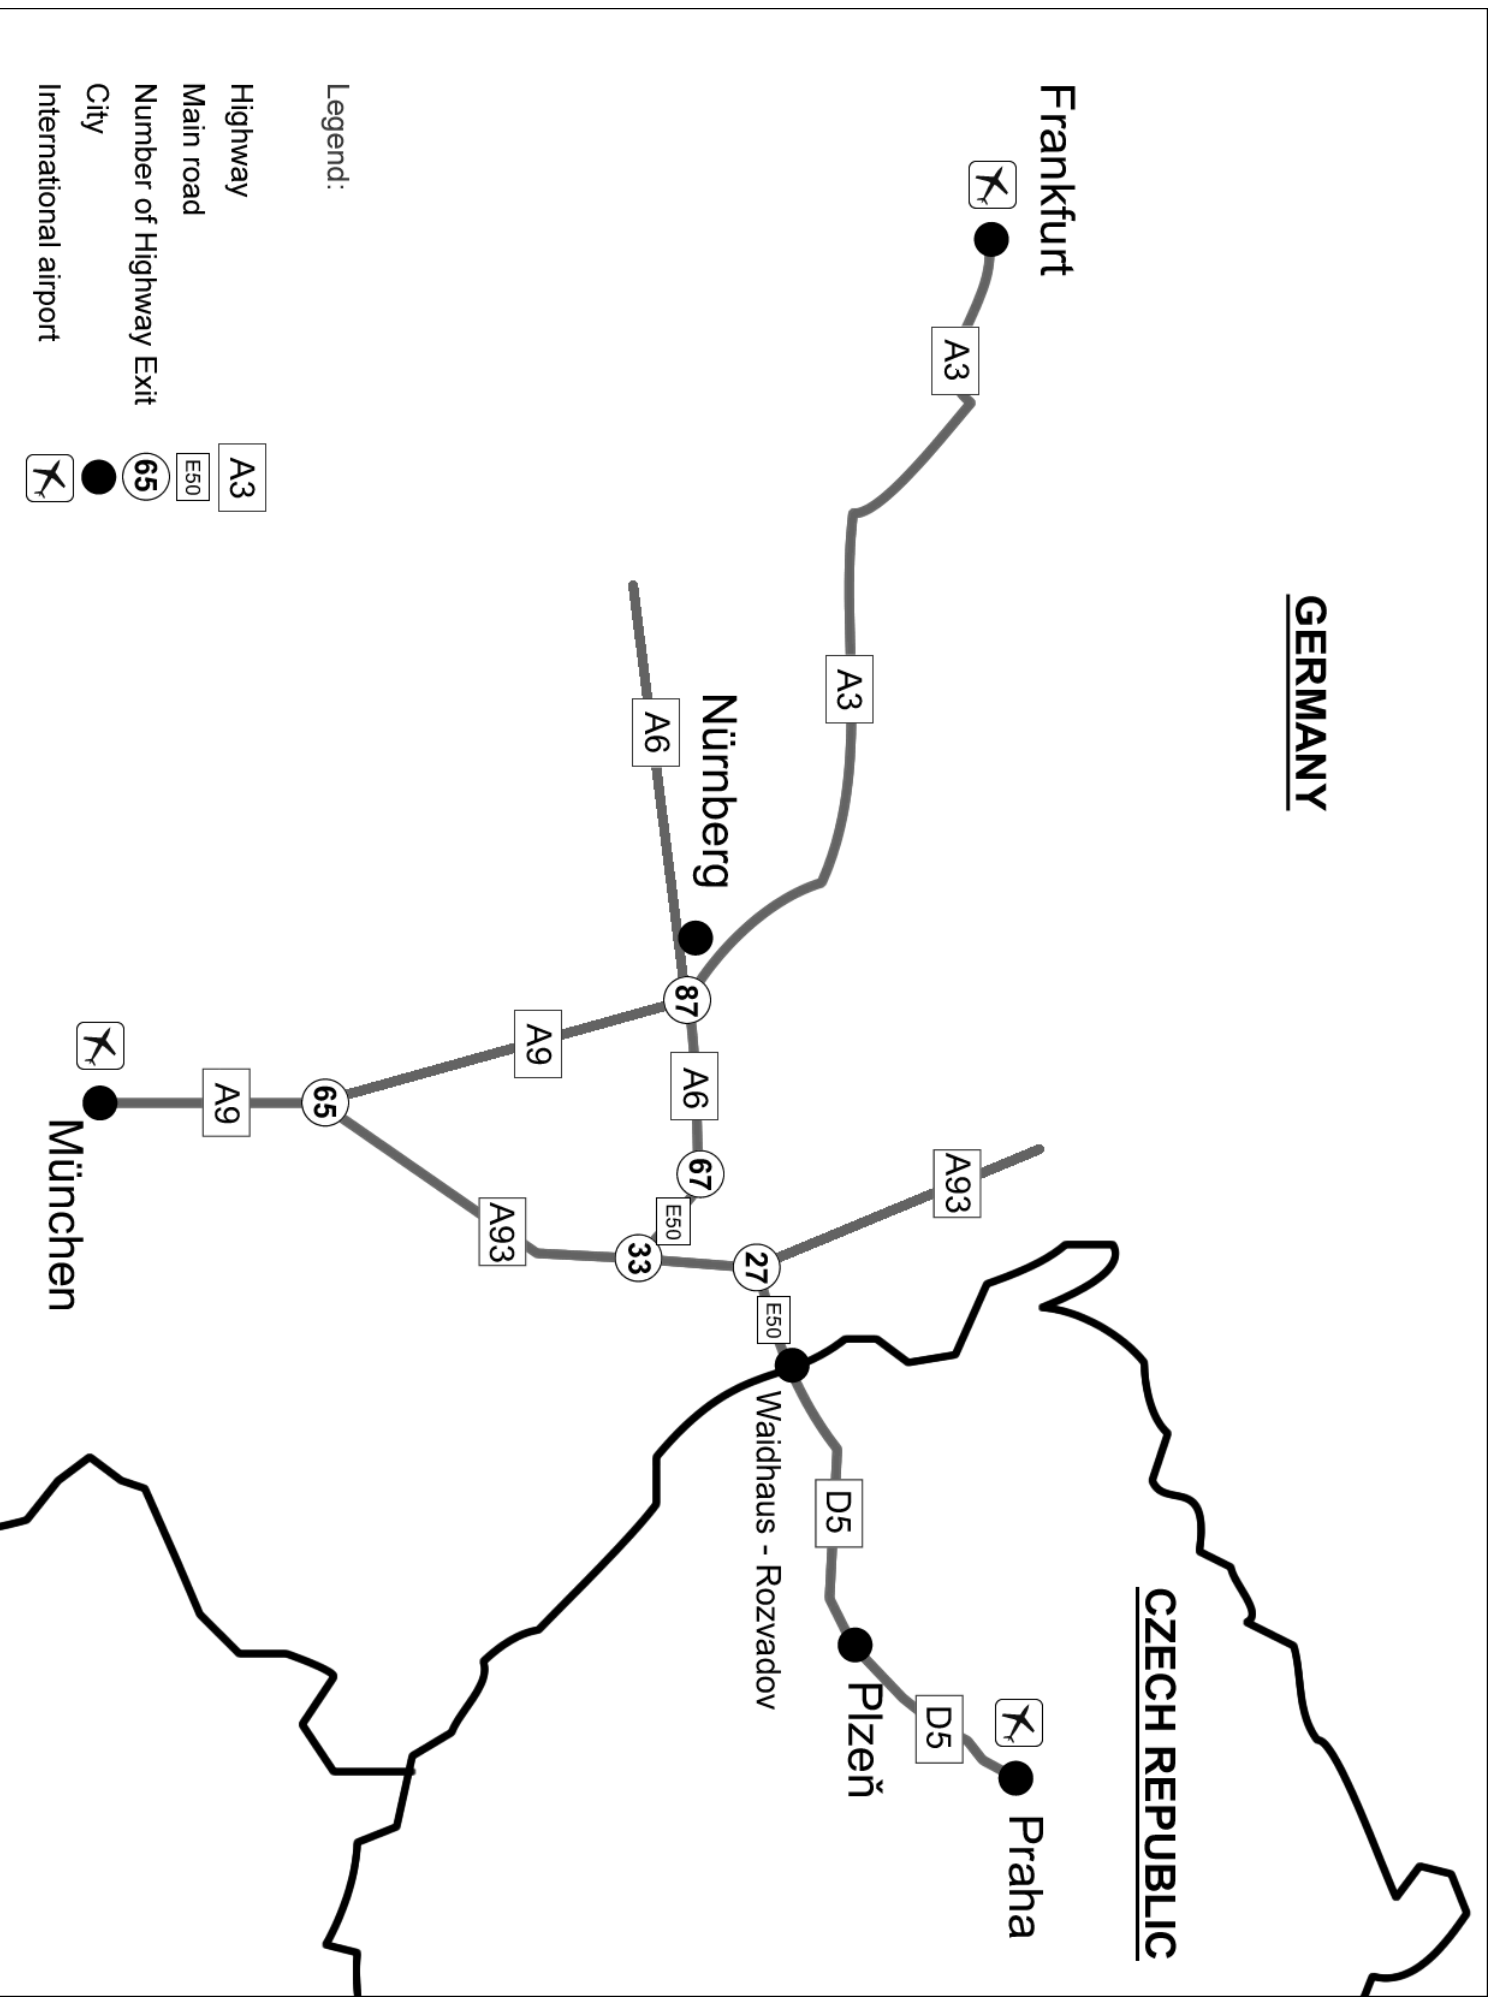 GERMANY
CZECH REPUBLIC
Frankfurt
A3
A3
Praha
A93
D5
D5
Plzeň
Nürnberg
A6
87
A6
67
E50
33
27
E50
Waidhaus - Rozvadov
A9
A93
65
A9
München
Legend:
Highway A3
Main road E50
Number of Highway Exit 65
City
International airport